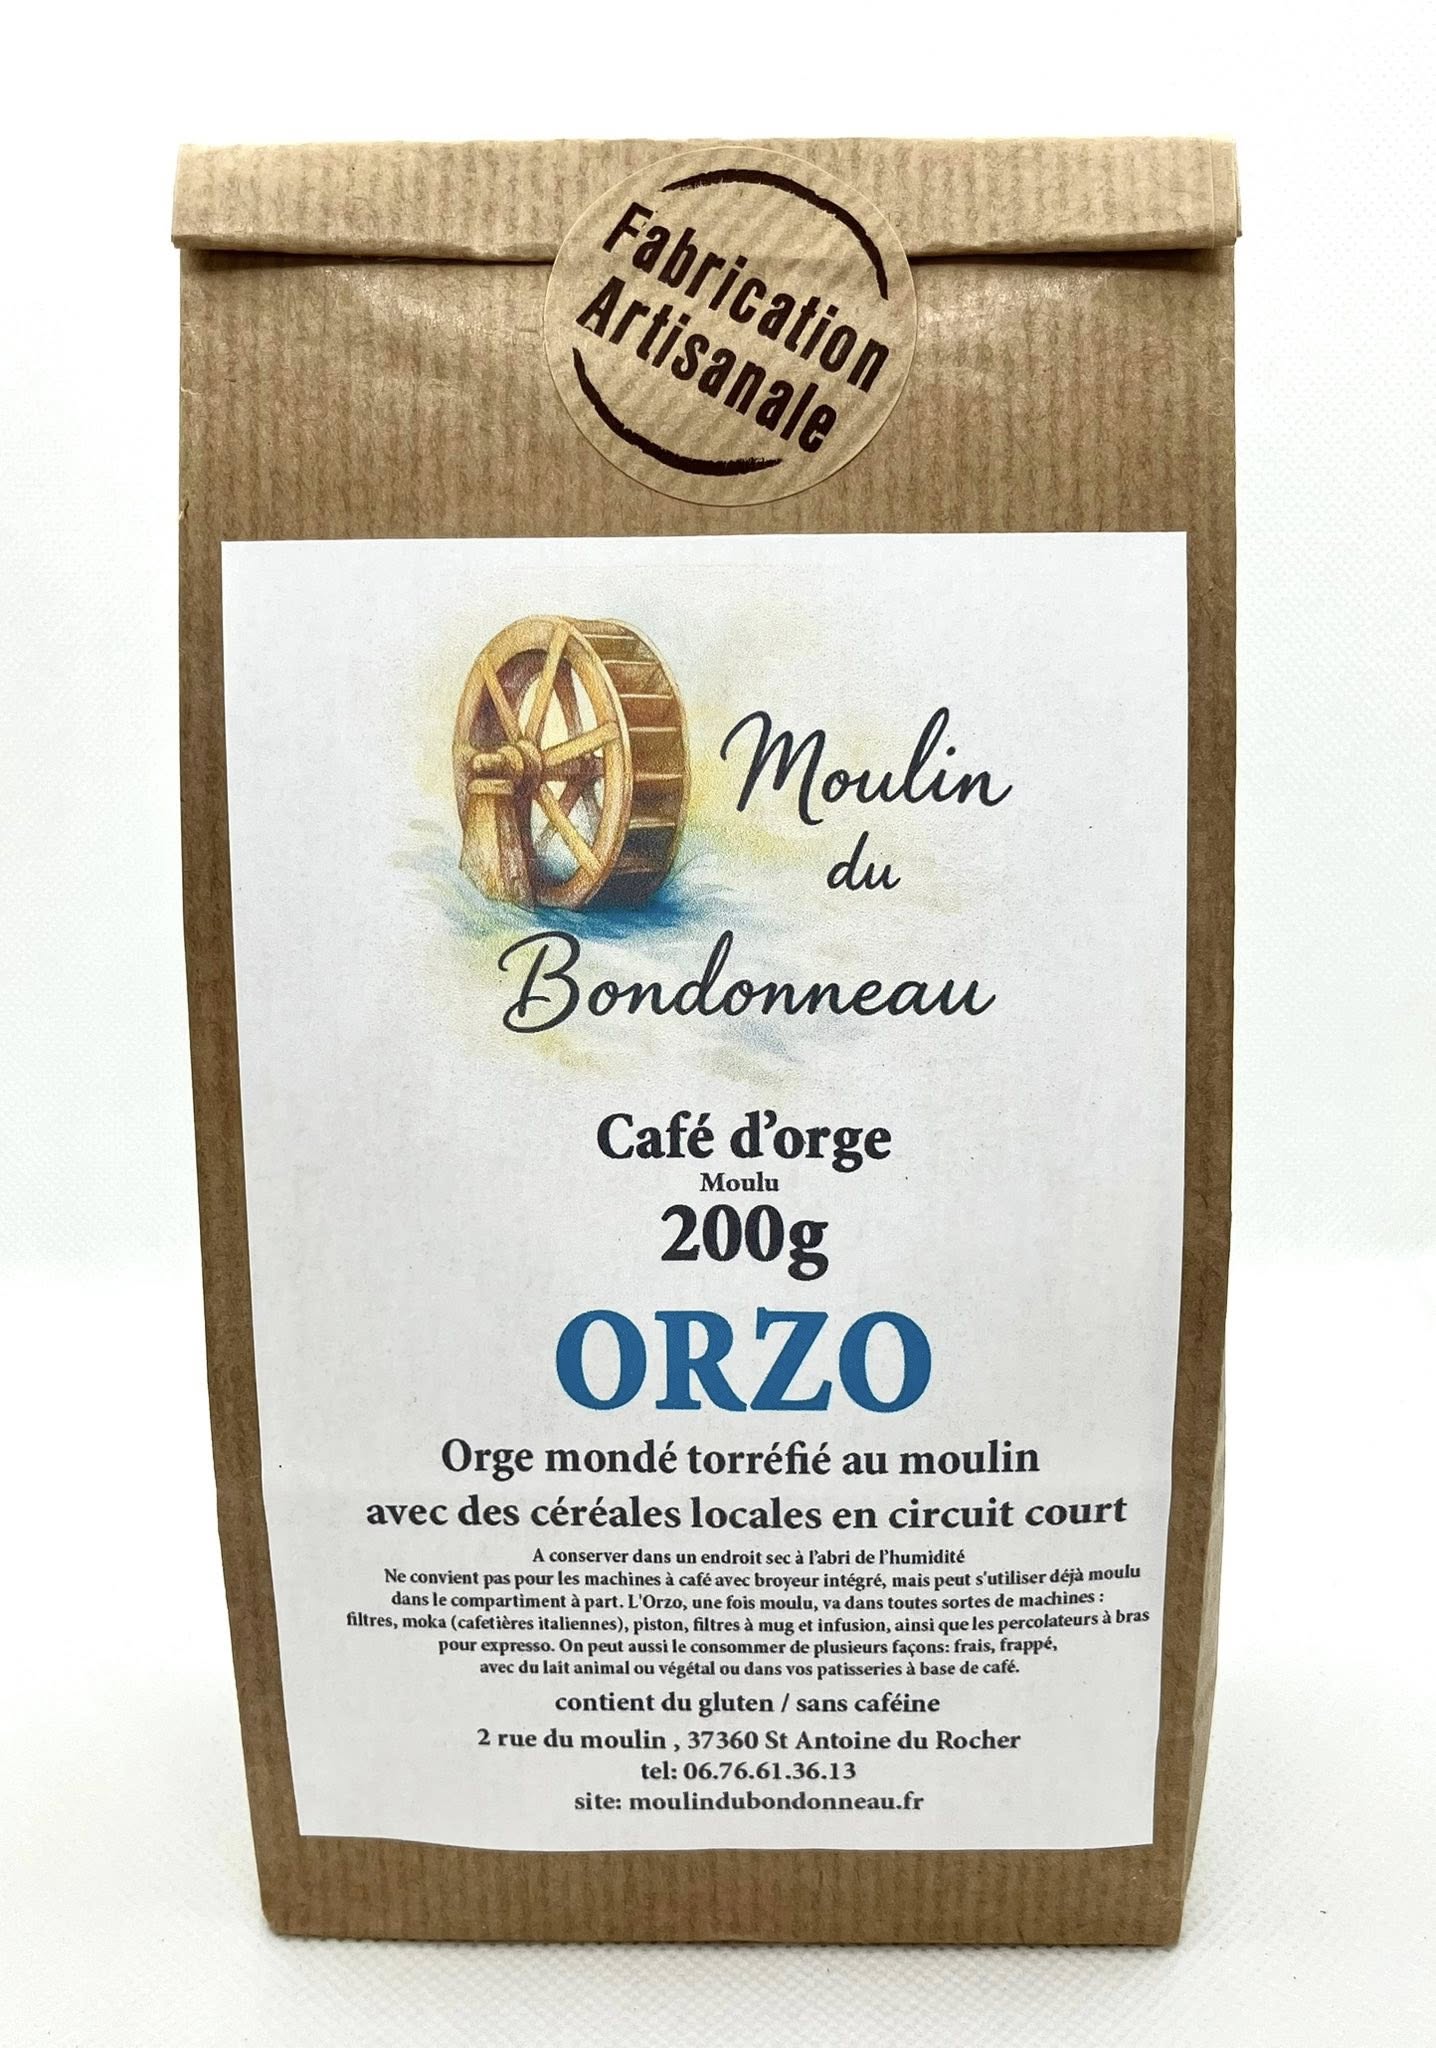 Fabrication
Artisanale
Moulin
du
Bondonneau
Café d'orge
Moulu
200g
ORZO
Orge mondé torréfié au moulin
avec des céréales locales en circuit court
A conserver dans un endroit sec à l'abri de l'humidité
Ne convient pas pour les machines à café avec broyeur intégré, mais peut s'utiliser déjà moulu
dans le compartiment à part. L'Orzo, une fois moulu, va dans toutes sortes de machines :
filtres, moka (cafetières italiennes), piston, filtres à mug et infusion, ainsi que les percolateurs à bras
pour expresso. On peut aussi le consommer de plusieurs façons: frais, frappé,
avec du lait animal ou végétal ou dans vos patisseries à base de café.
contient du gluten / sans caféine
2 rue du moulin , 37360 St Antoine du Rocher
tel: 06.76.61.36.13
site: moulindubondonneau.fr